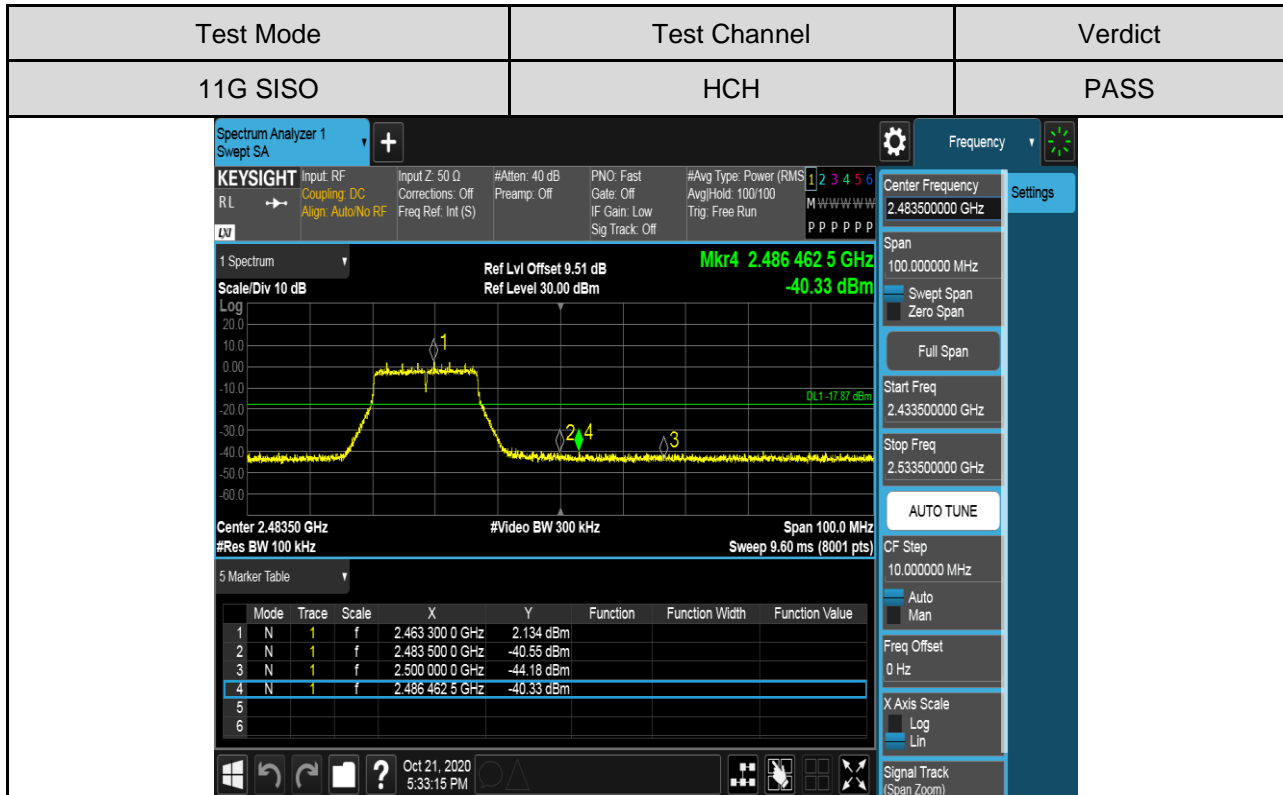 Test Mode Test Channel Verdict
11G SISO HCH PASS
Spectrum Analyzer 1
Swept SA
Frequency
Settings
KEYSIGHT
RL
LXI
Input: RF
Coupling: DC
Align: Auto/No RF
Input Z: 50 Ω
Corrections: Off
Freq Ref: Int (S)
#Atten: 40 dB
Preamp: Off
PNO: Fast
Gate: Off
IF Gain: Low
Sig Track: Off
#Avg Type: Power (RMS
Avg|Hold: 100/100
Trig: Free Run
1 2 3 4 5 6
M W W W W W
P P P P P P
1 Spectrum
Scale/Div 10 dB
Ref Lvl Offset 9.51 dB
Ref Level 30.00 dBm
Mkr4 2.486 462 5 GHz
-40.33 dBm
Log
20.0
10.0
0.00
-10.0
-20.0
-30.0
-40.0
-50.0
-60.0
1
2
4
3
DL1 -17.87 dBm
Center 2.48350 GHz
#Res BW 100 kHz
#Video BW 300 kHz
Span 100.0 MHz
Sweep 9.60 ms (8001 pts)
5 Marker Table
Mode Trace Scale X Y Function Function Width Function Value
1 N 1 f 2.463 300 0 GHz 2.134 dBm
2 N 1 f 2.483 500 0 GHz -40.55 dBm
3 N 1 f 2.500 000 0 GHz -44.18 dBm
4 N 1 f 2.486 462 5 GHz -40.33 dBm
5
6
Oct 21, 2020
5:33:15 PM
Center Frequency
2.483500000 GHz
Span
100.000000 MHz
Swept Span
Zero Span
Full Span
Start Freq
2.433500000 GHz
Stop Freq
2.533500000 GHz
AUTO TUNE
CF Step
10.000000 MHz
Auto
Man
Freq Offset
0 Hz
X Axis Scale
Log
Lin
Signal Track
(Span Zoom)